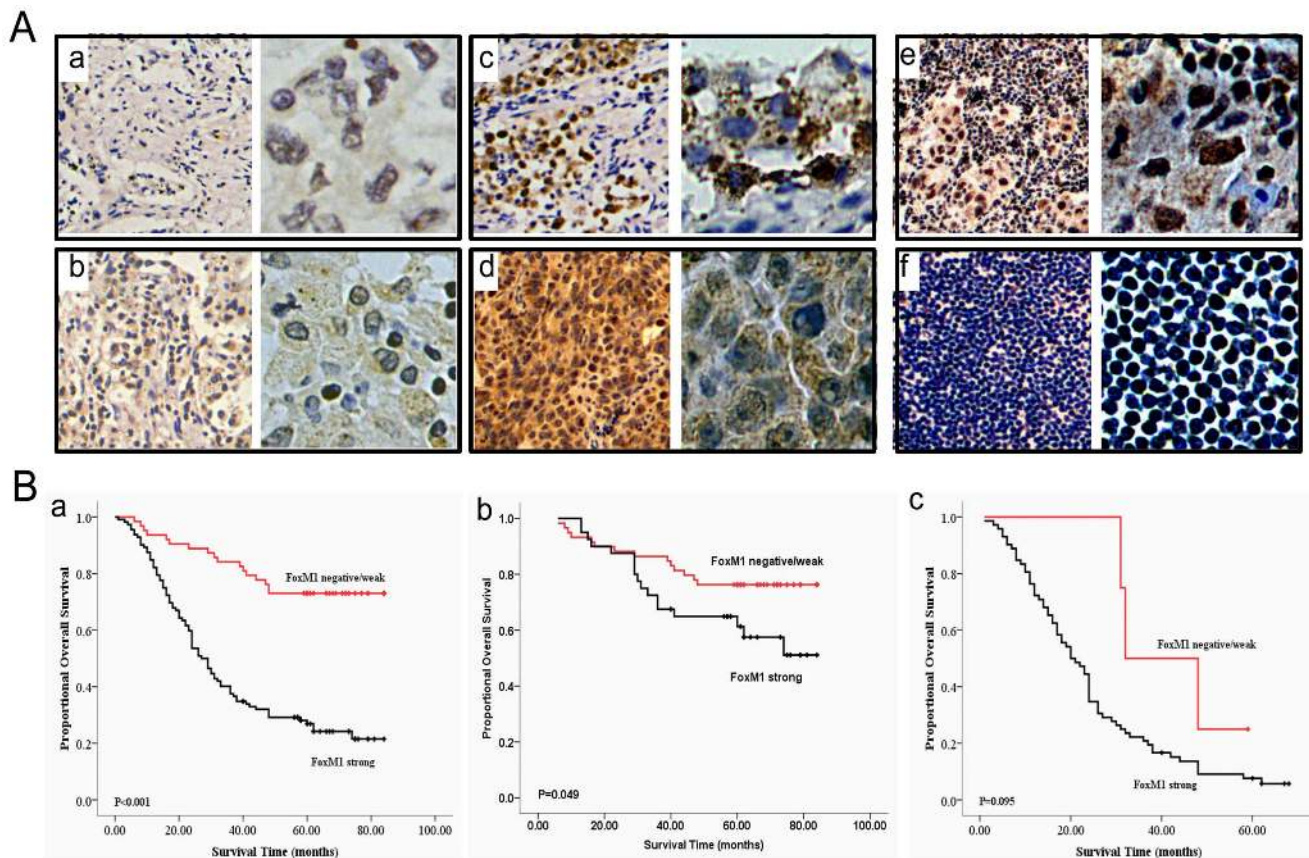 A
a
c
e
b
d
f
B
a
1.0
0.8
0.6
0.4
0.2
0.0
Proportional Overall Survival
FoxM1 negative/weak
FoxM1 strong
P<0.001
0.00 20.00 40.00 60.00 80.00 100.00
Survival Time (months)
b
1.0
0.8
0.6
0.4
0.2
0.0
Proportional Overall Survival
FoxM1 negative/weak
FoxM1 strong
P=0.049
0.00 20.00 40.00 60.00 80.00 100.00
Survival Time (months)
c
1.0
0.8
0.6
0.4
0.2
0.0
Proportional Overall Survival
FoxM1 negative/weak
FoxM1 strong
P=0.095
0.00 20.00 40.00 60.00
Survival Time (months)